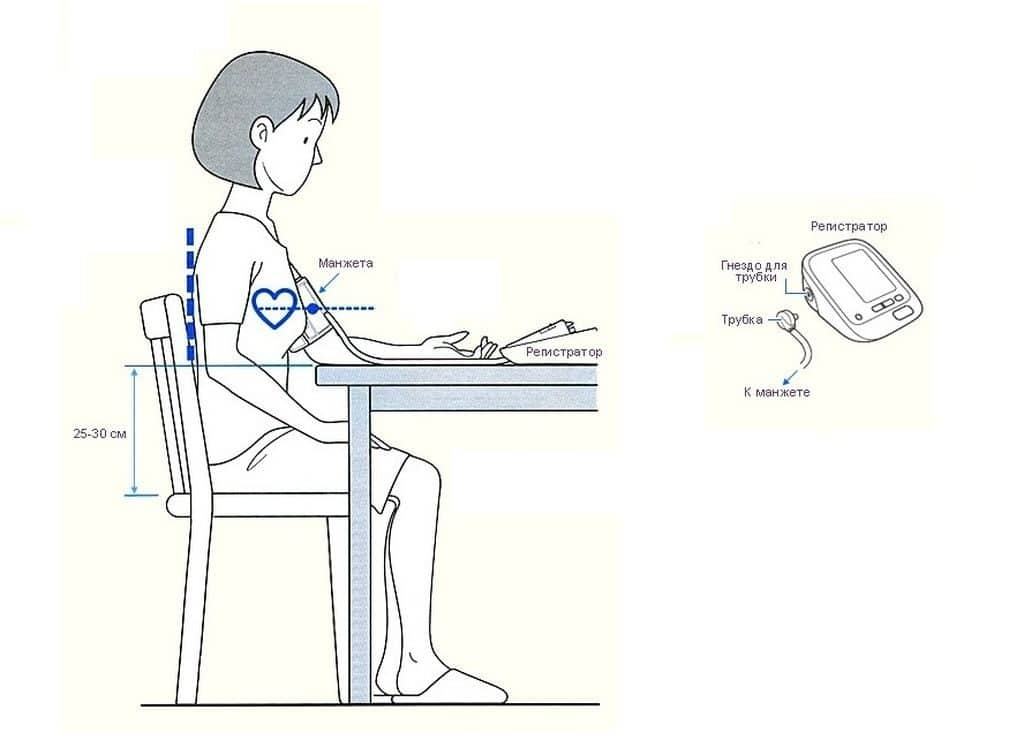 Манжета
Регистратор
25-30 см
Регистратор
Гнездо для
трубки
Трубка
К манжете